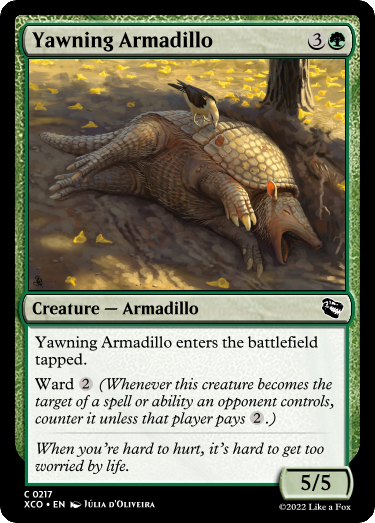 Yawning Armadillo 3
Creature — Armadillo
Yawning Armadillo enters the battlefield
tapped.
Ward 2 (Whenever this creature becomes the
target of a spell or ability an opponent controls,
counter it unless that player pays 2.)
When you're hard to hurt, it's hard to get too
worried by life.
5/5
C 0217
XCO • EN JÚLIA D'OLIVEIRA
©2022 Like a Fox